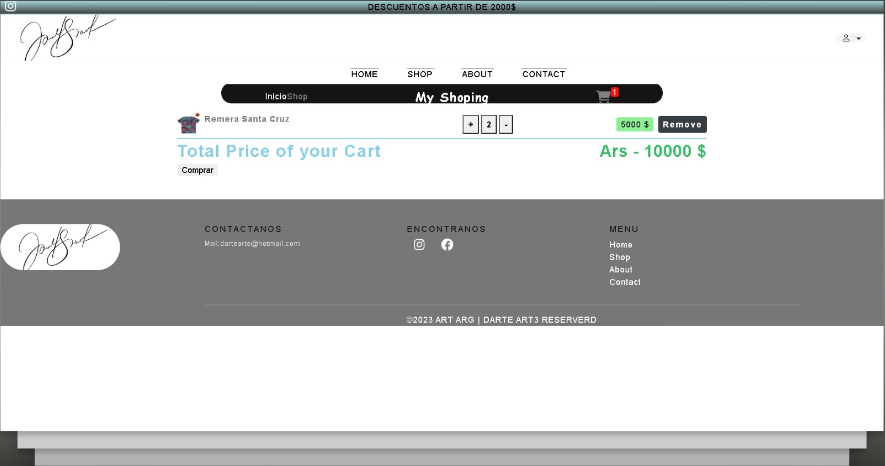 DESCUENTOS A PARTIR DE 2000$
HOME SHOP ABOUT CONTACT
InicioShop My Shoping 1
Remera Santa Cruz + 2 - 5000 $ Remove
Total Price of your Cart Ars - 10000 $
Comprar
CONTACTANOS ENCONTRANOS MENU
Mail:dartearte@hotmail.com
Home
Shop
About
Contact
©2023 ART ARG | DARTE ART3 RESERVERD